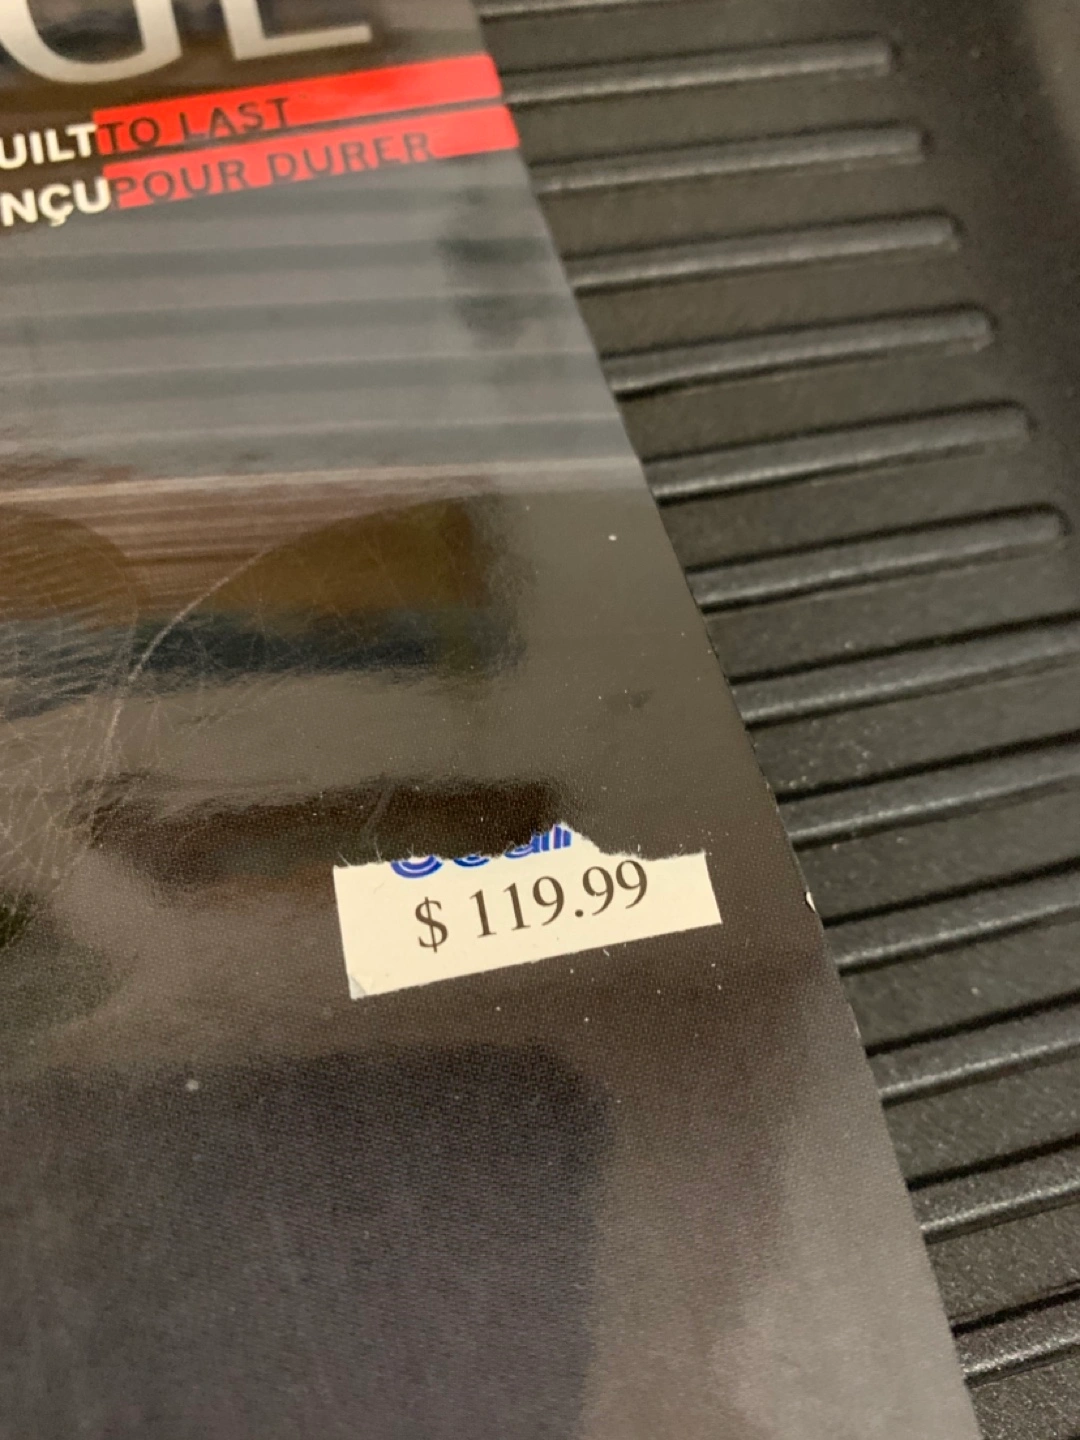 UILT TO LAST
NÇU POUR DURER
$ 119.99